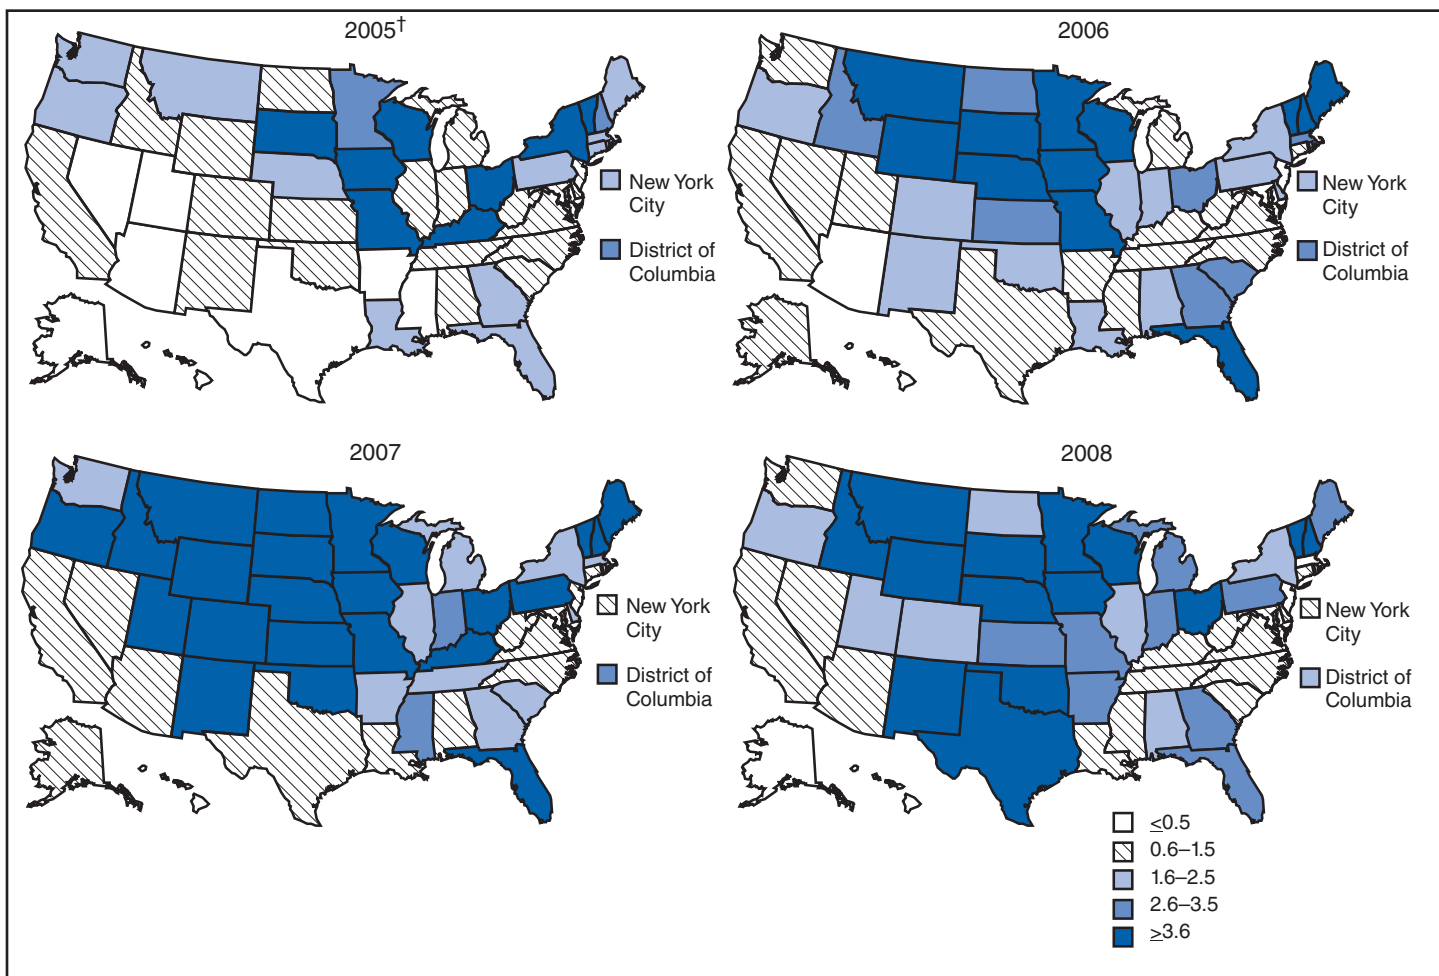 2005†
2006
New York
City
District of
Columbia
New York
City
District of
Columbia
2007
2008
New York
City
District of
Columbia
New York
City
District of
Columbia
≤0.5
0.6–1.5
1.6–2.5
2.6–3.5
≥3.6